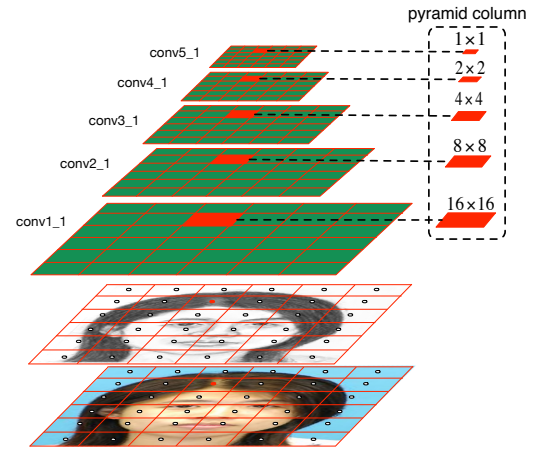 pyramid column
conv5_1
1×1
conv4_1
2×2
conv3_1
4×4
conv2_1
8×8
conv1_1
16×16